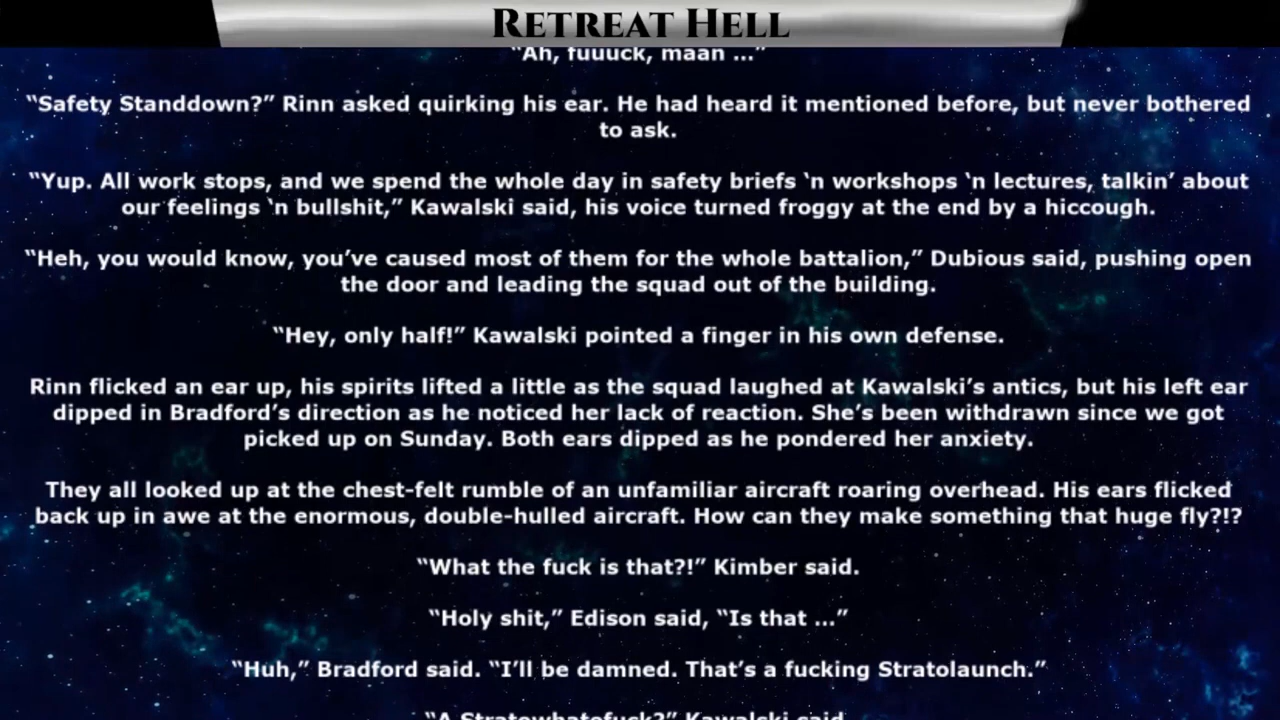 RETREAT HELL
“Ah, fuuuck, maan ...”
“Safety Standdown?” Rinn asked quirking his ear. He had heard it mentioned before, but never bothered
to ask.
“Yup. All work stops, and we spend the whole day in safety briefs ‘n workshops ‘n lectures, talkin’ about
our feelings ‘n bullshit,” Kawalski said, his voice turned froggy at the end by a hiccough.
“Heh, you would know, you’ve caused most of them for the whole battalion,” Dubious said, pushing open
the door and leading the squad out of the building.
“Hey, only half!” Kawalski pointed a finger in his own defense.
Rinn flicked an ear up, his spirits lifted a little as the squad laughed at Kawalski’s antics, but his left ear
dipped in Bradford’s direction as he noticed her lack of reaction. She’s been withdrawn since we got
picked up on Sunday. Both ears dipped as he pondered her anxiety.
They all looked up at the chest-felt rumble of an unfamiliar aircraft roaring overhead. His ears flicked
back up in awe at the enormous, double-hulled aircraft. How can they make something that huge fly?!?
“What the fuck is that?!” Kimber said.
“Holy shit,” Edison said, “Is that ...”
“Huh,” Bradford said. “I’ll be damned. That’s a fucking Stratolaunch.”
“A Stratowhatofuck?” Kawalski said